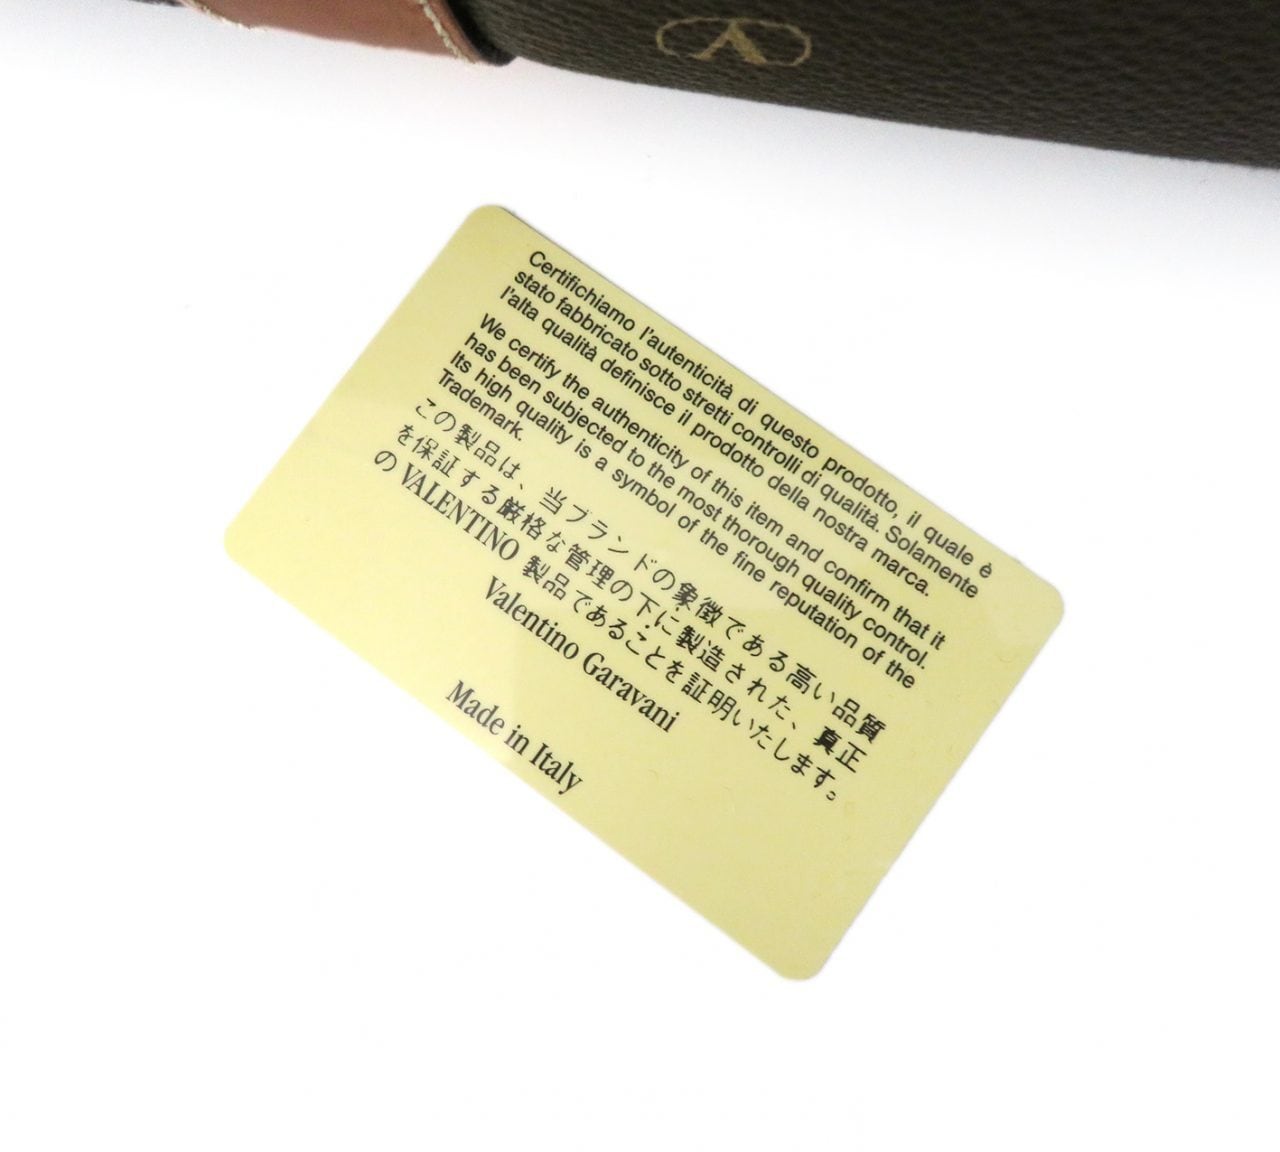 Certifichiamo l'autenticità di questo prodotto, il quale è
stato fabbricato sotto stretti controlli di qualità. Solamente
l'alta qualità definisce il prodotto della nostra marca.
We certify the authenticity of this item and confirm that it
has been subjected to the most thorough quality control.
Its high quality is a symbol of the fine reputation of the
Trademark.
この製品は、当ブランドの象徴である高い品質
を保証する厳格な管理の下に製造された、真正
の VALENTINO 製品であることを証明いたします。
Valentino Garavani
Made in Italy